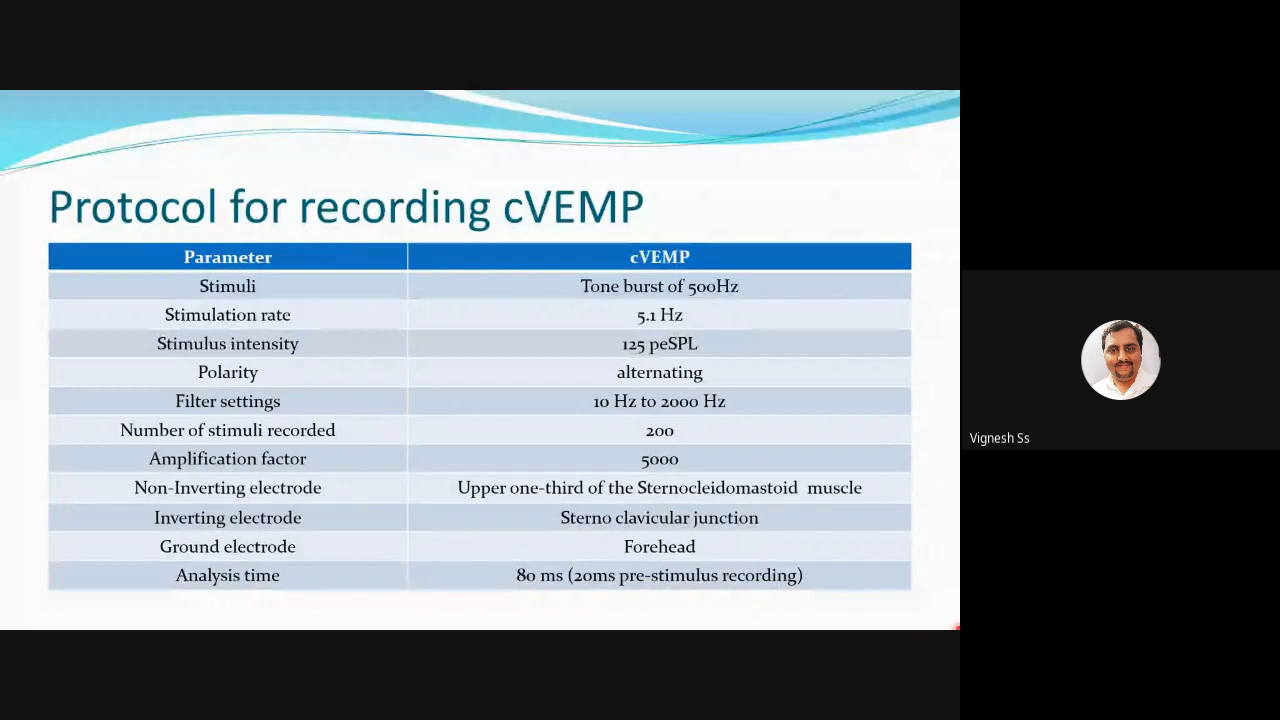 Protocol for recording cVEMP
Parameter cVEMP
Stimuli Tone burst of 500Hz
Stimulation rate 5.1 Hz
Stimulus intensity 125 peSPL
Polarity alternating
Filter settings 10 Hz to 2000 Hz
Number of stimuli recorded 200
Amplification factor 5000
Non-Inverting electrode Upper one-third of the Sternocleidomastoid muscle
Inverting electrode Sterno clavicular junction
Ground electrode Forehead
Analysis time 80 ms (20ms pre-stimulus recording)
Vignesh Ss